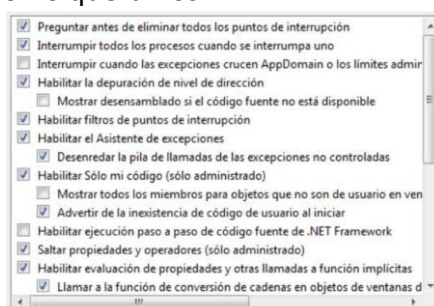 Preguntar antes de eliminar todos los puntos de interrupción
Interrumpir todos los procesos cuando se interrumpa uno
Interrumpir cuando las excepciones crucen AppDomain o los límites admir
Habilitar la depuración de nivel de dirección
Mostrar desensamblado si el código fuente no está disponible
Habilitar filtros de puntos de interrupción
Habilitar el Asistente de excepciones
Desenredar la pila de llamadas de las excepciones no controladas
Habilitar Sólo mi código (sólo administrado)
Mostrar todos los miembros para objetos que no son de usuario en ven
Advertir de la inexistencia de código de usuario al iniciar
Habilitar ejecución paso a paso de código fuente de .NET Framework
Saltar propiedades y operadores (sólo administrado)
Habilitar evaluación de propiedades y otras llamadas a función implícitas
Llamar a la función de conversión de cadenas en objetos de ventanas d